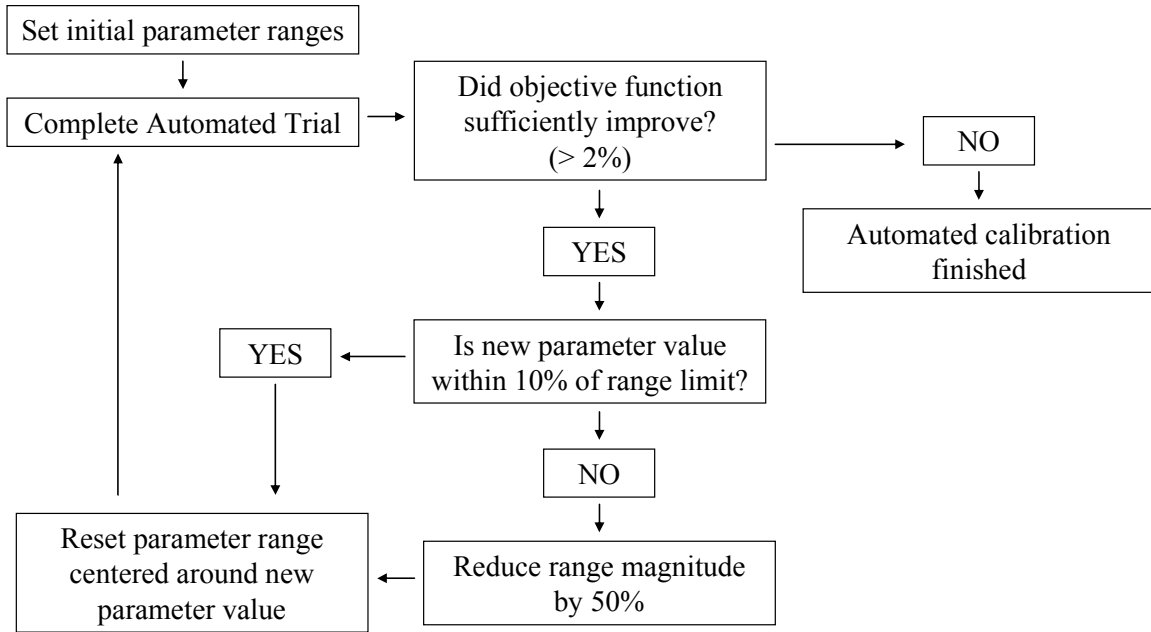 Set initial parameter ranges
Complete Automated Trial
Did objective function
sufficiently improve?
(> 2%)
NO
Automated calibration
finished
YES
Is new parameter value
within 10% of range limit?
YES
NO
Reduce range magnitude
by 50%
Reset parameter range
centered around new
parameter value